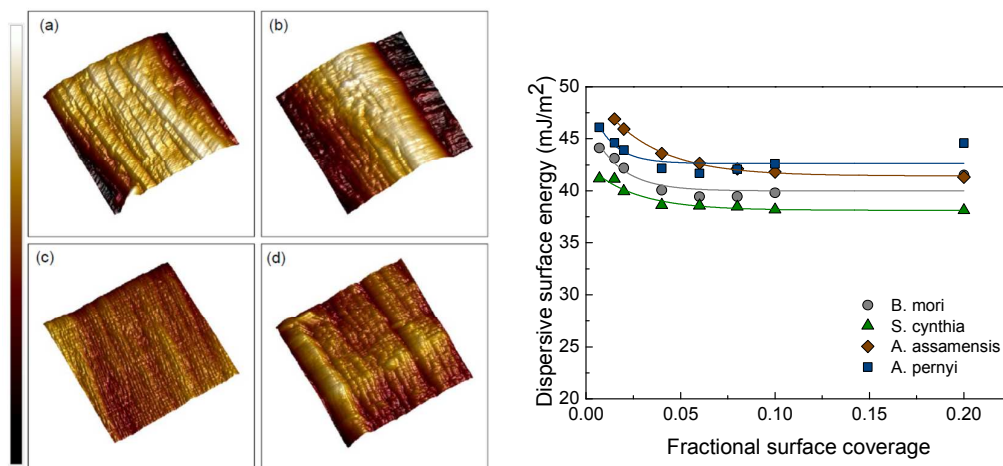 (a)
(b)
(c)
(d)
Dispersive surface energy (mJ/m²)
50
45
40
35
30
25
20
B. mori
S. cynthia
A. assamensis
A. pernyi
0.00 0.05 0.10 0.15 0.20
Fractional surface coverage